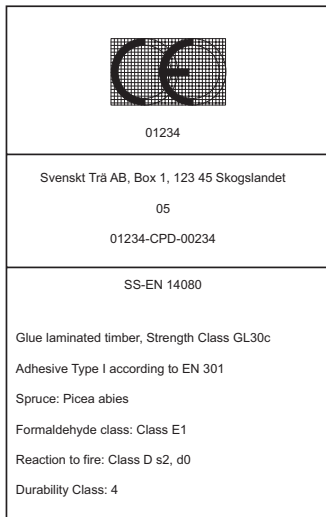 CE
01234
Svenskt Trä AB, Box 1, 123 45 Skogslandet
05
01234-CPD-00234
SS-EN 14080
Glue laminated timber, Strength Class GL30c
Adhesive Type I according to EN 301
Spruce: Picea abies
Formaldehyde class: Class E1
Reaction to fire: Class D s2, d0
Durability Class: 4